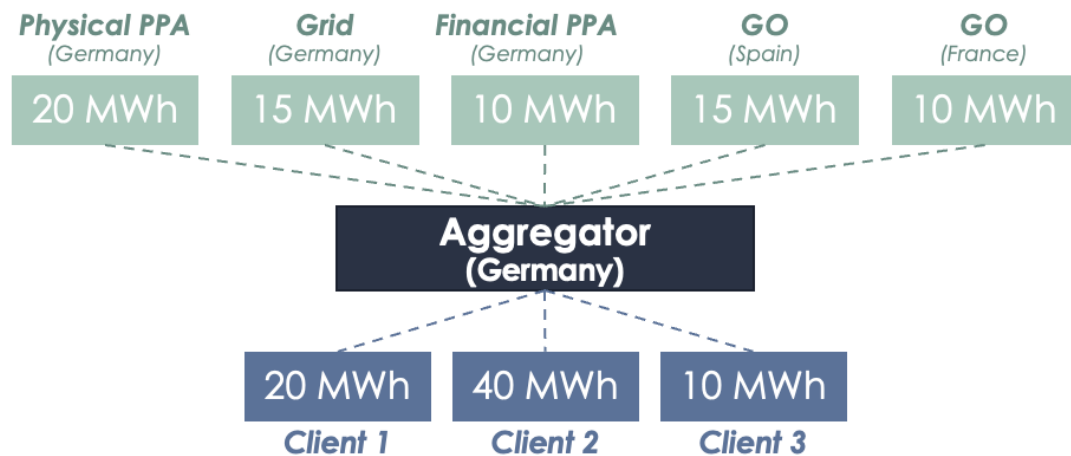 Physical PPA
(Germany)
Grid
(Germany)
Financial PPA
(Germany)
GO
(Spain)
GO
(France)
20 MWh
15 MWh
10 MWh
15 MWh
10 MWh
Aggregator
(Germany)
20 MWh
40 MWh
10 MWh
Client 1
Client 2
Client 3